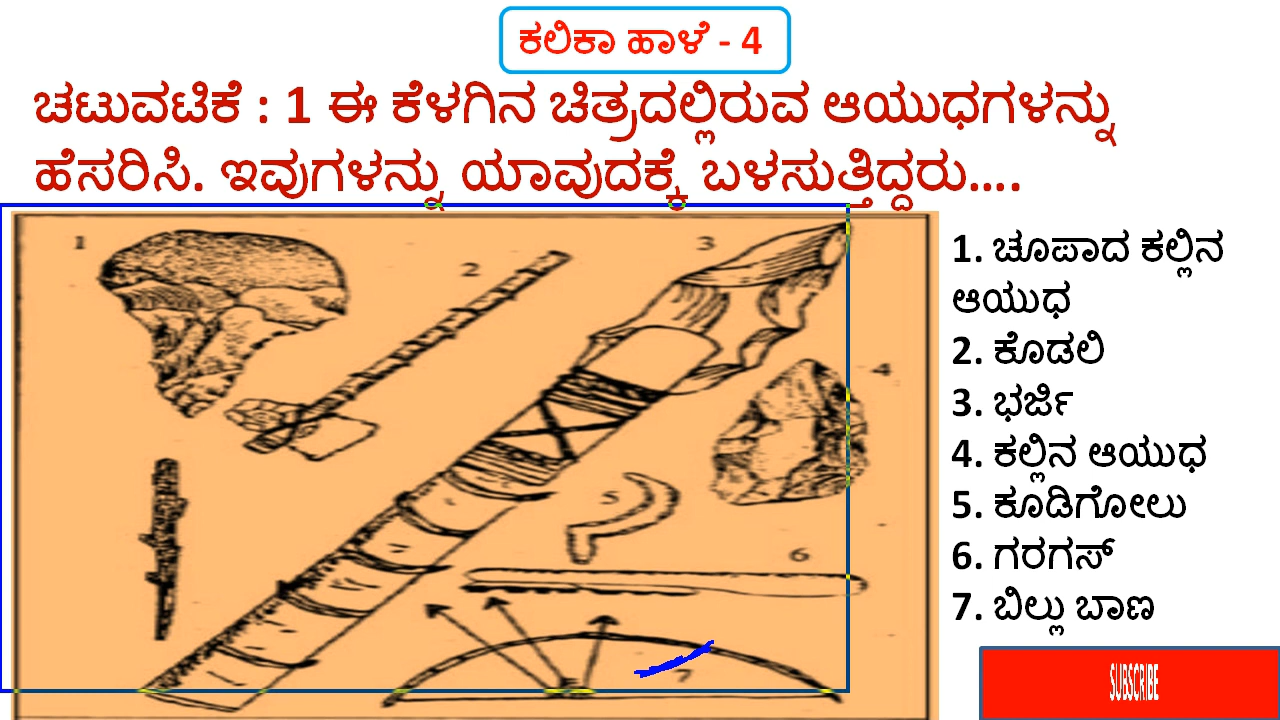 ಕಲಿಕಾ ಹಾಳೆ - 4
ಚಟುವಟಿಕೆ : 1 ಈ ಕೆಳಗಿನ ಚಿತ್ರದಲ್ಲಿರುವ ಆಯುಧಗಳನ್ನು
ಹೆಸರಿಸಿ. ಇವುಗಳನ್ನು ಯಾವುದಕ್ಕೆ ಬಳಸುತ್ತಿದ್ದರು....
1
2
3
4
5
6
7
1. ಚೂಪಾದ ಕಲ್ಲಿನ
ಆಯುಧ
2. ಕೊಡಲಿ
3. ಭರ್ಜಿ
4. ಕಲ್ಲಿನ ಆಯುಧ
5. ಕೂಡಿಗೋಲು
6. ಗರಗಸ್
7. ಬಿಲ್ಲು ಬಾಣ
SUBSCRIBE